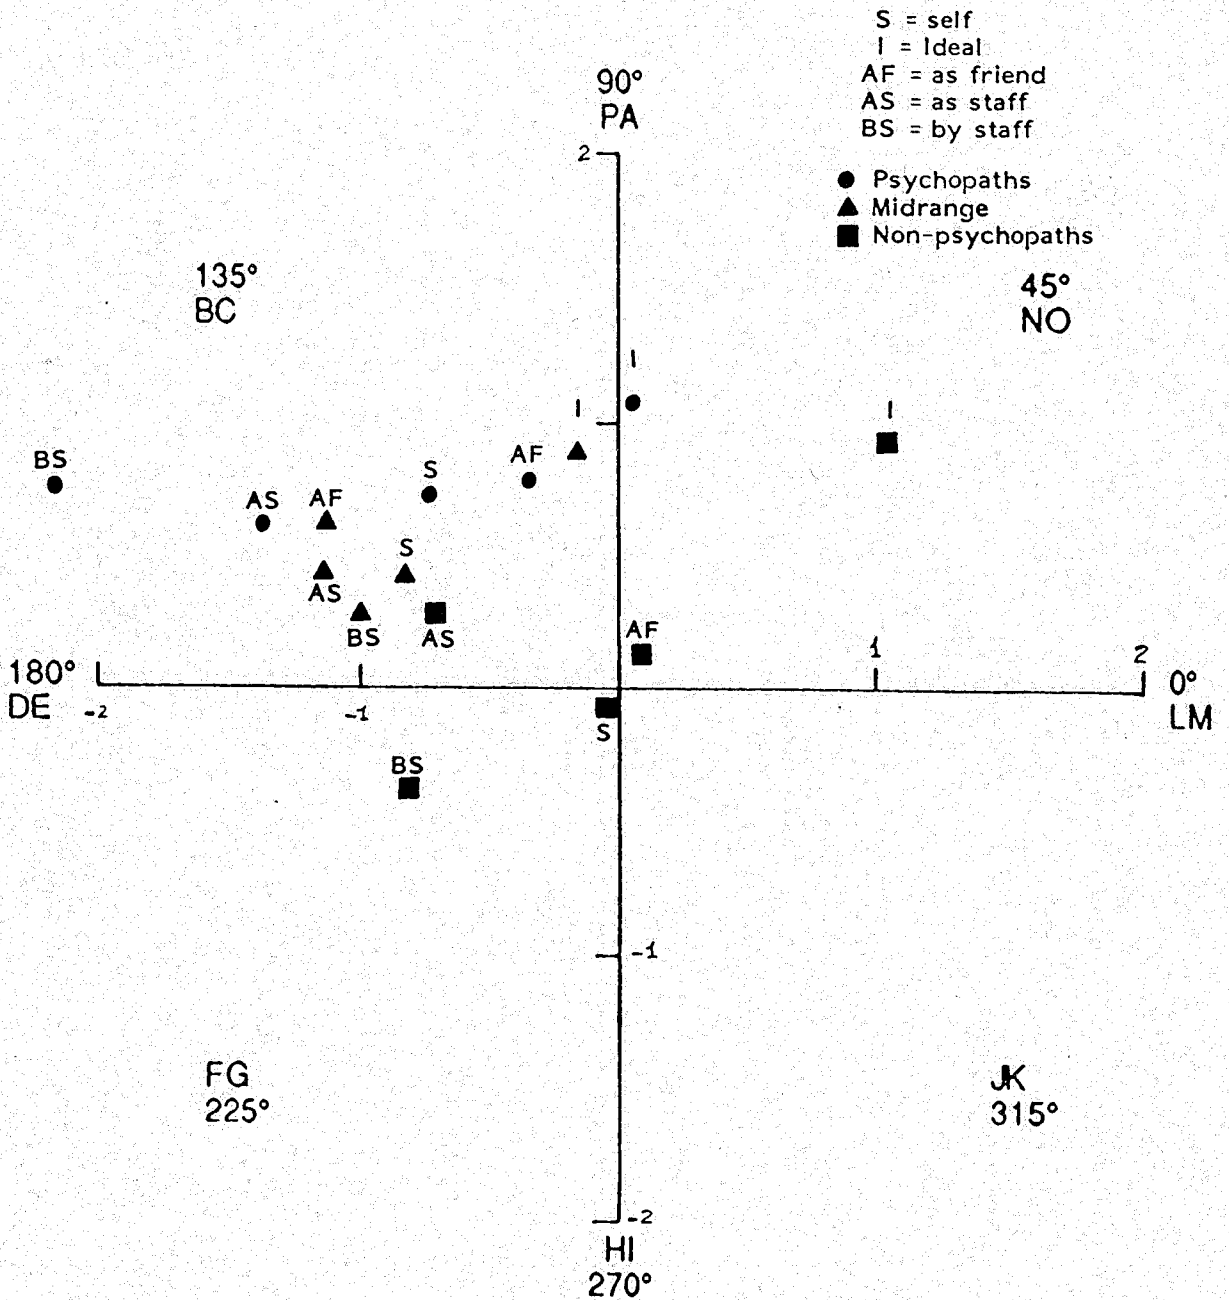 S = self
I = Ideal
AF = as friend
AS = as staff
BS = by staff
● Psychopaths
▲ Midrange
■ Non-psychopaths
90°
PA
2
135°
BC
45°
NO
I
I
I
BS
AF
S
AS
AF
S
AS
BS
AS
AF
1
2
180°
DE
-2
-1
0°
LM
S
BS
-1
FG
225°
JK
315°
-2
HI
270°